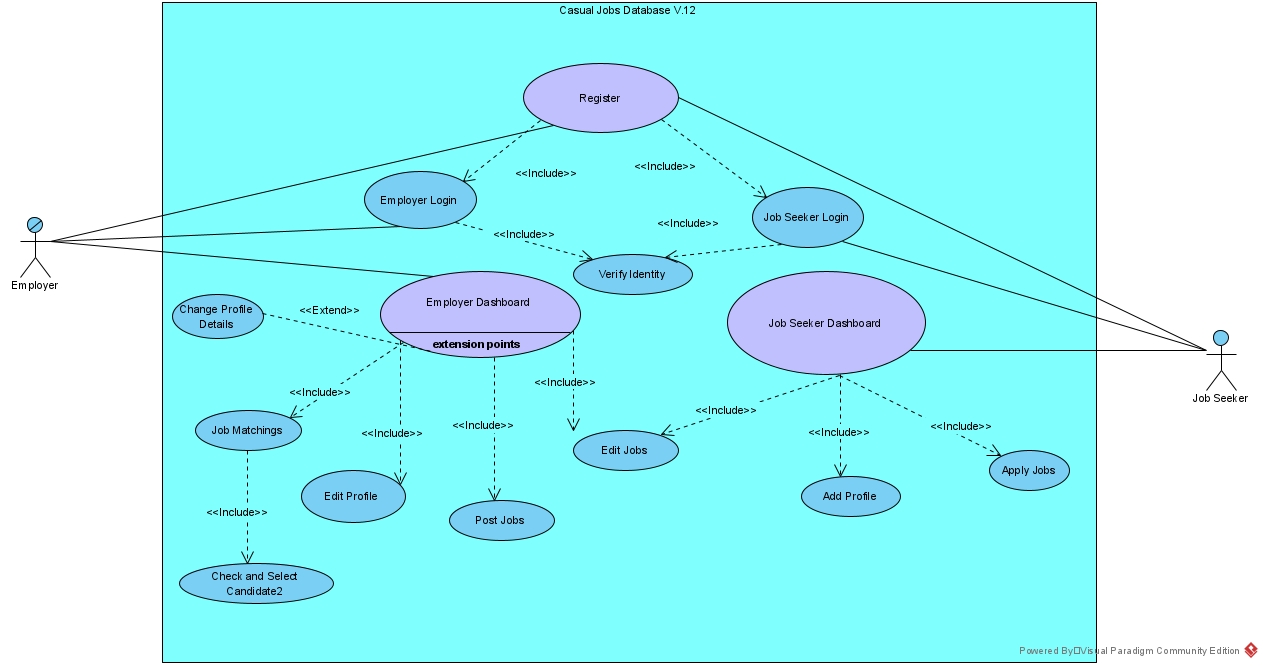 Casual Jobs Database V.12
Register
<<Include>>
<<Include>>
Employer Login
Job Seeker Login
<<Include>>
<<Include>>
Verify Identity
Employer
Change Profile
Details
<<Extend>>
Employer Dashboard
extension points
Job Seeker Dashboard
Job Seeker
<<Include>>
<<Include>>
<<Include>>
<<Include>>
<<Include>>
<<Include>>
<<Include>>
Job Matchings
Edit Jobs
Apply Jobs
Edit Profile
Add Profile
Post Jobs
<<Include>>
Check and Select
Candidate2
Powered By Visual Paradigm Community Edition